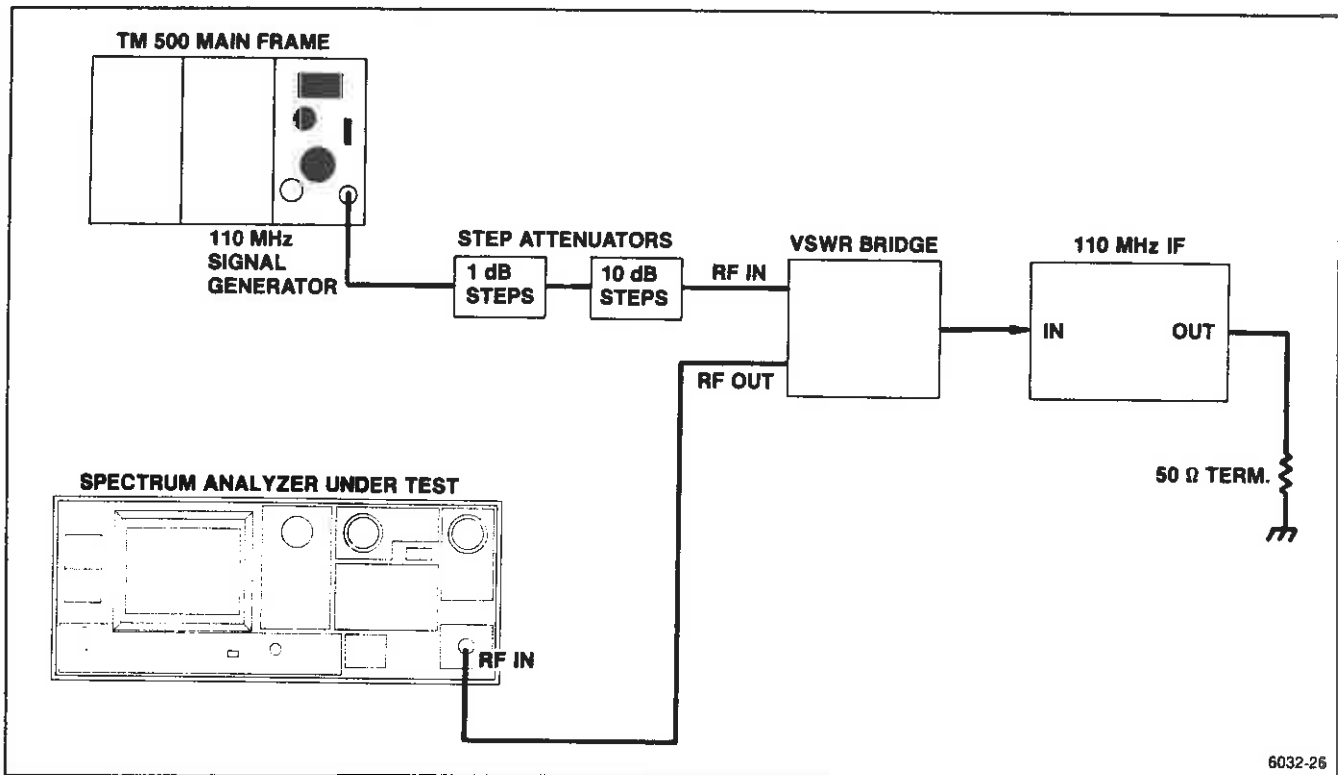 TM 500 MAIN FRAME
110 MHz
SIGNAL
GENERATOR
STEP ATTENUATORS
1 dB
STEPS
10 dB
STEPS
RF IN
VSWR BRIDGE
RF OUT
110 MHz IF
IN
OUT
50 Ω TERM.
SPECTRUM ANALYZER UNDER TEST
RF IN
6032-26